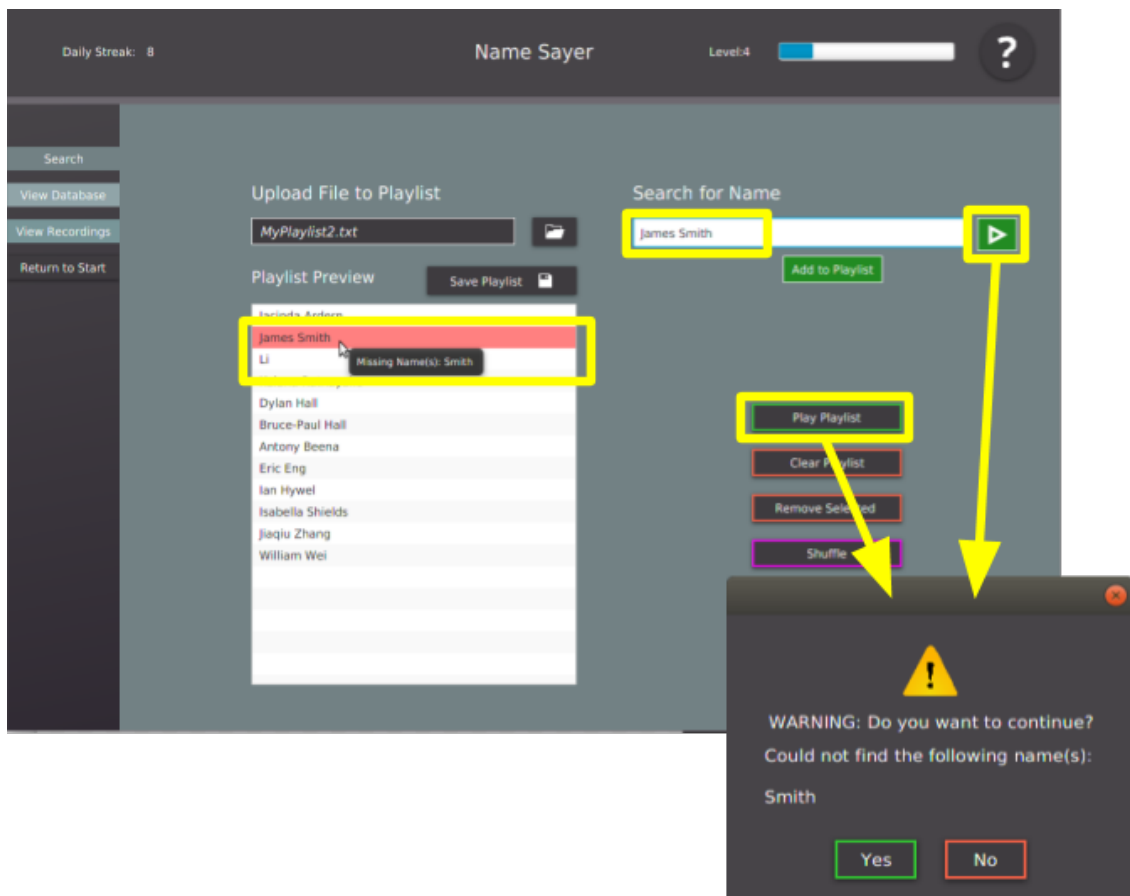 Daily Streak: 8
Name Sayer
Level:4
?
Search
View Database
View Recordings
Return to Start
Upload File to Playlist
MyPlaylist2.txt
Playlist Preview
Save Playlist
Jacinda Ardern
James Smith
Li
Missing Name(s): Smith
Dylan Hall
Bruce-Paul Hall
Antony Beena
Eric Eng
Ian Hywel
Isabella Shields
Jiaqiu Zhang
William Wei
Search for Name
James Smith
Add to Playlist
Play Playlist
Clear Playlist
Remove Selected
Shuffle
WARNING: Do you want to continue?
Could not find the following name(s):
Smith
Yes
No